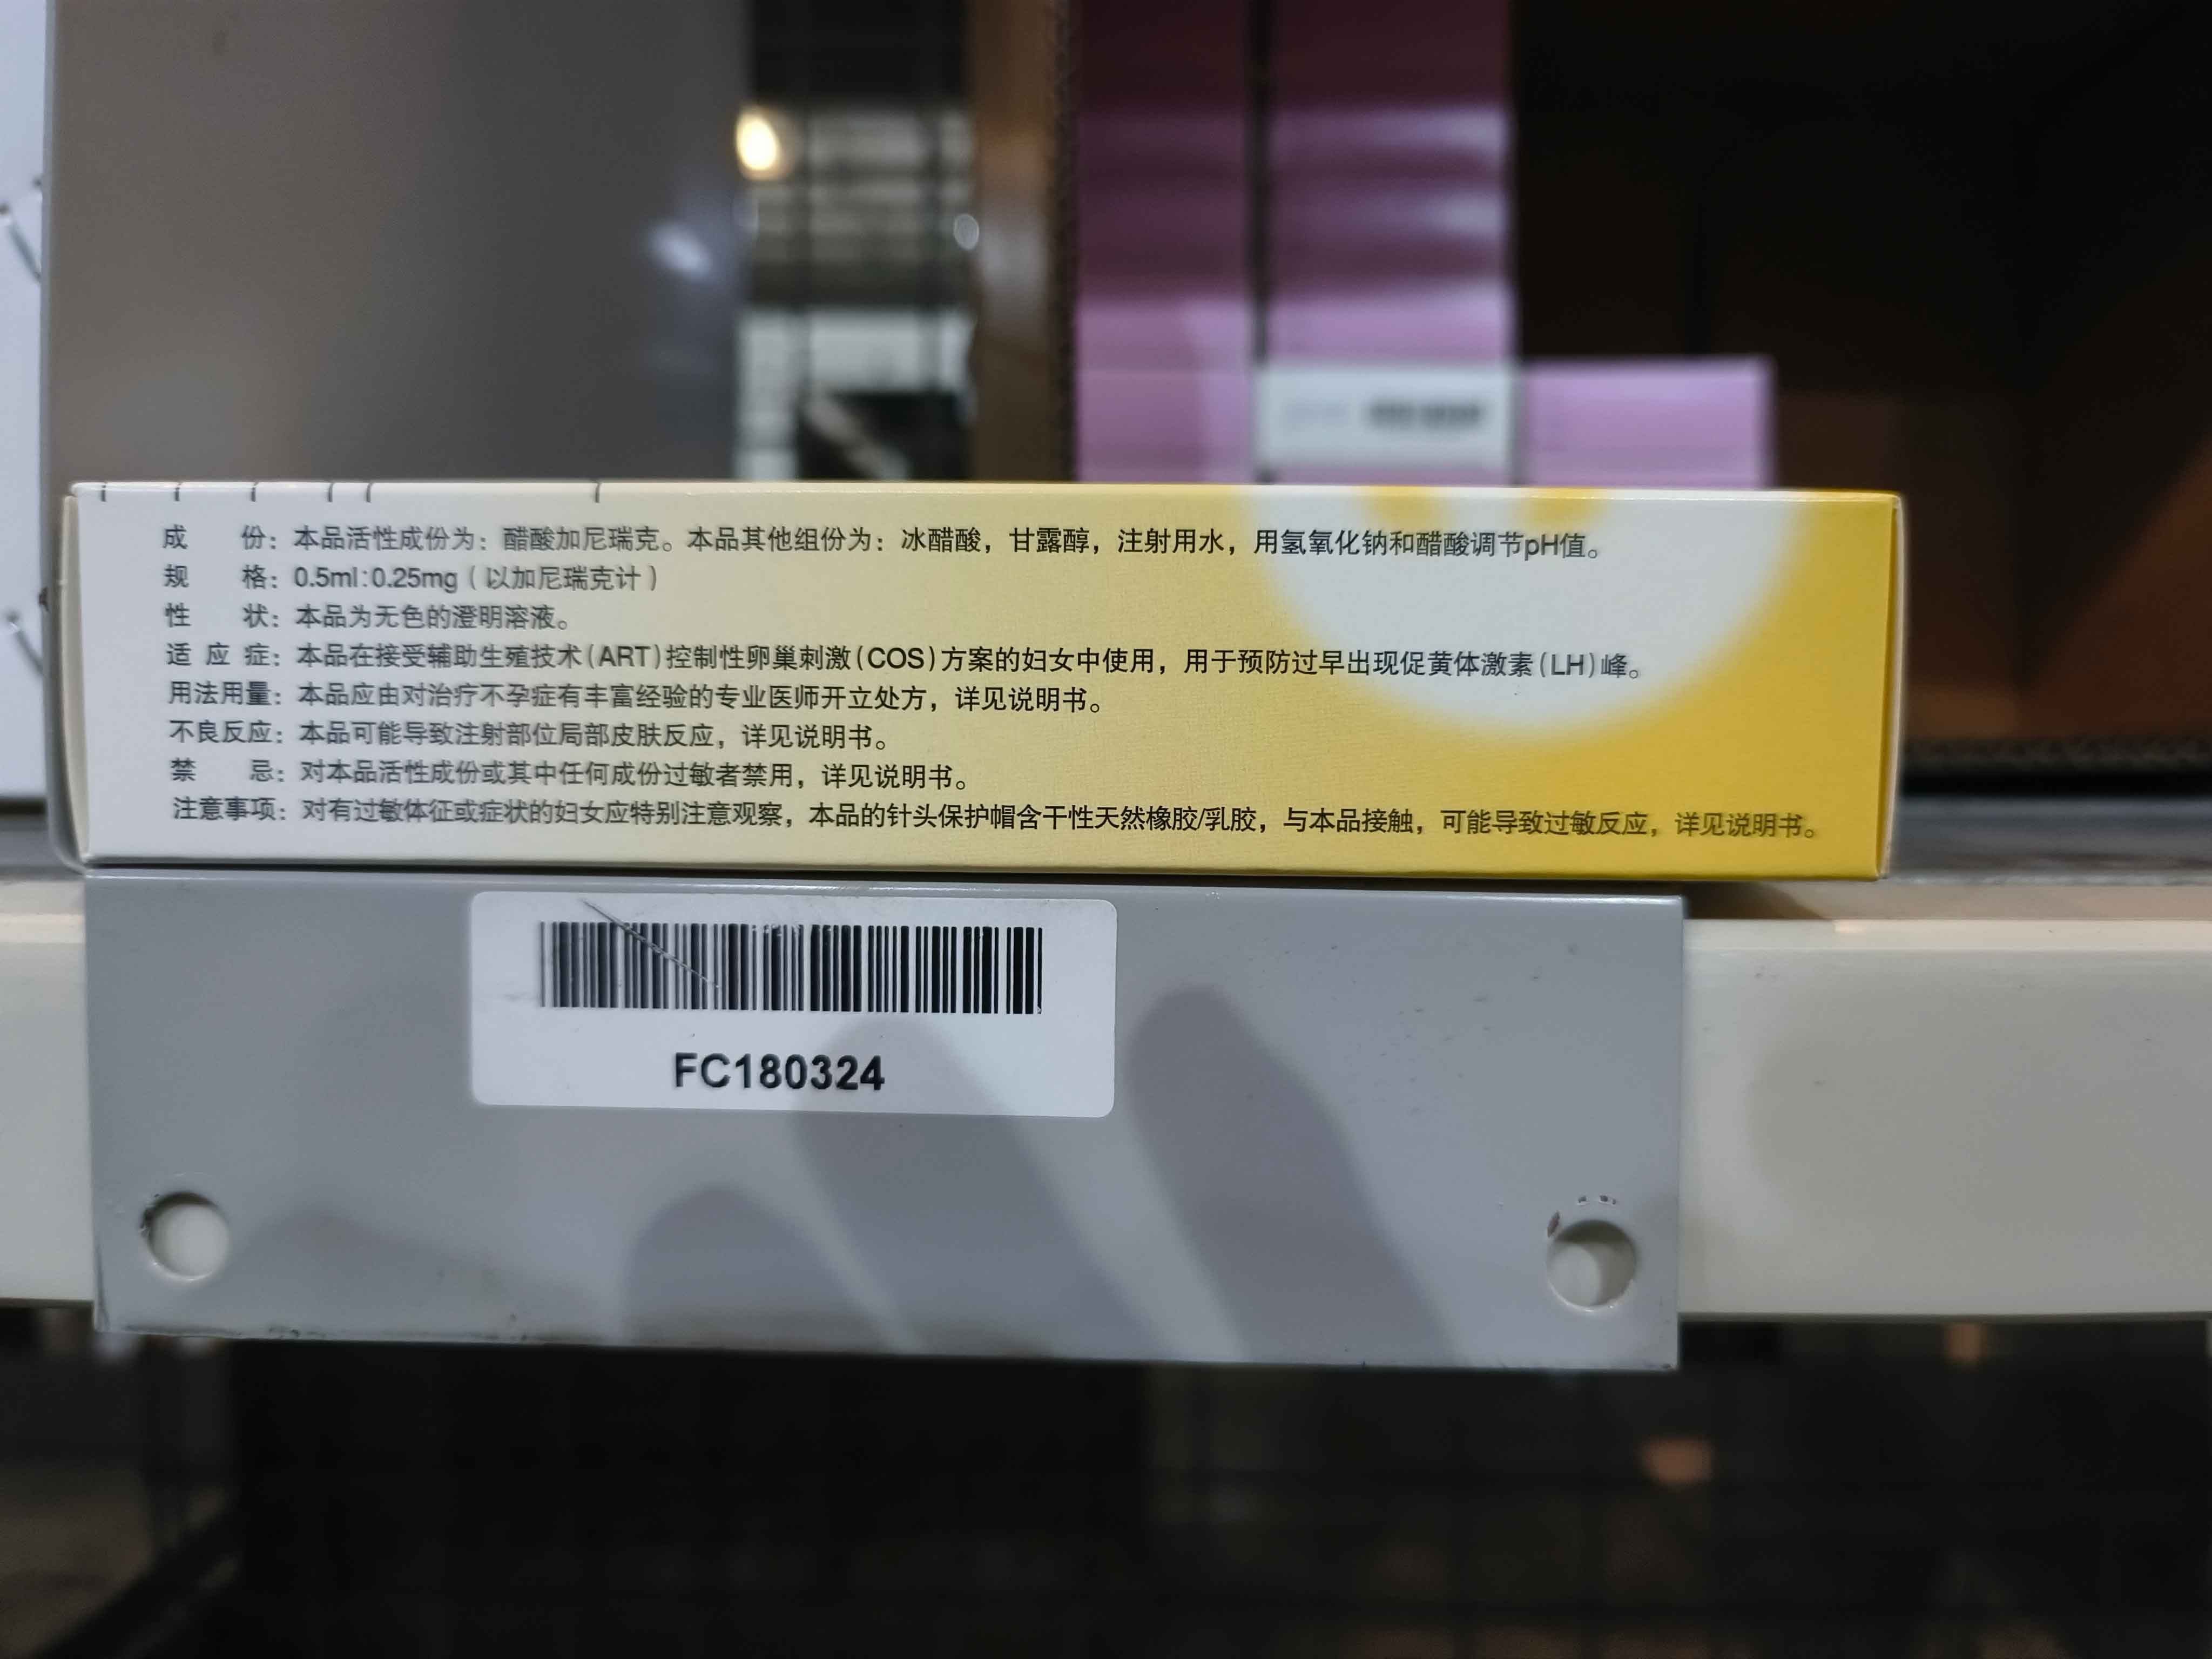 成 份：本品活性成份为：醋酸加尼瑞克。本品其他组份为：冰醋酸，甘露醇，注射用水，用氢氧化钠和醋酸调节pH值。
规 格：0.5ml:0.25mg（以加尼瑞克计）
性 状：本品为无色的澄明溶液。
适 应 症：本品在接受辅助生殖技术(ART)控制性卵巢刺激(COS)方案的妇女中使用，用于预防过早出现促黄体激素(LH)峰。
用法用量：本品应由对治疗不孕症有丰富经验的专业医师开立处方，详见说明书。
不良反应：本品可能导致注射部位局部皮肤反应，详见说明书。
禁 忌：对本品活性成份或其中任何成份过敏者禁用，详见说明书。
注意事项：对有过敏体征或症状的妇女应特别注意观察，本品的针头保护帽含干性天然橡胶/乳胶，与本品接触，可能导致过敏反应，详见说明书。
FC180324